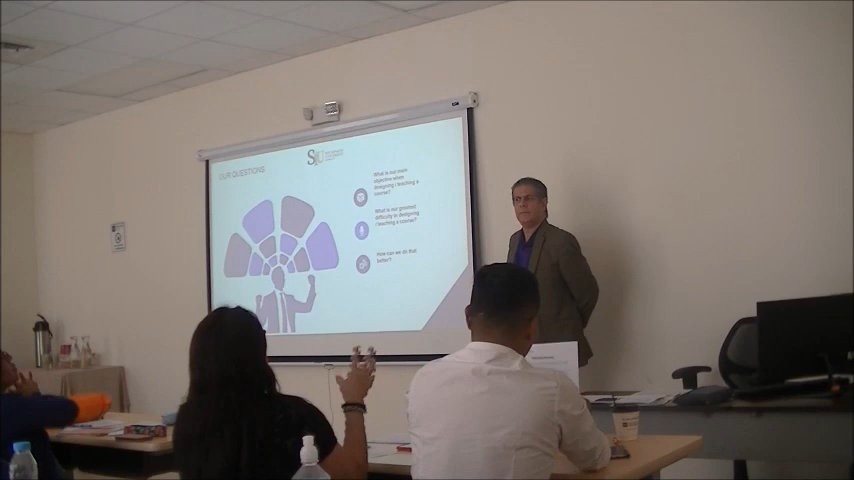 OUR QUESTIONS
SJU
What is our main
objective when
designing / teaching a
course?
What is our greatest
difficulty in designing
/ teaching a course?
How can we do that
better?